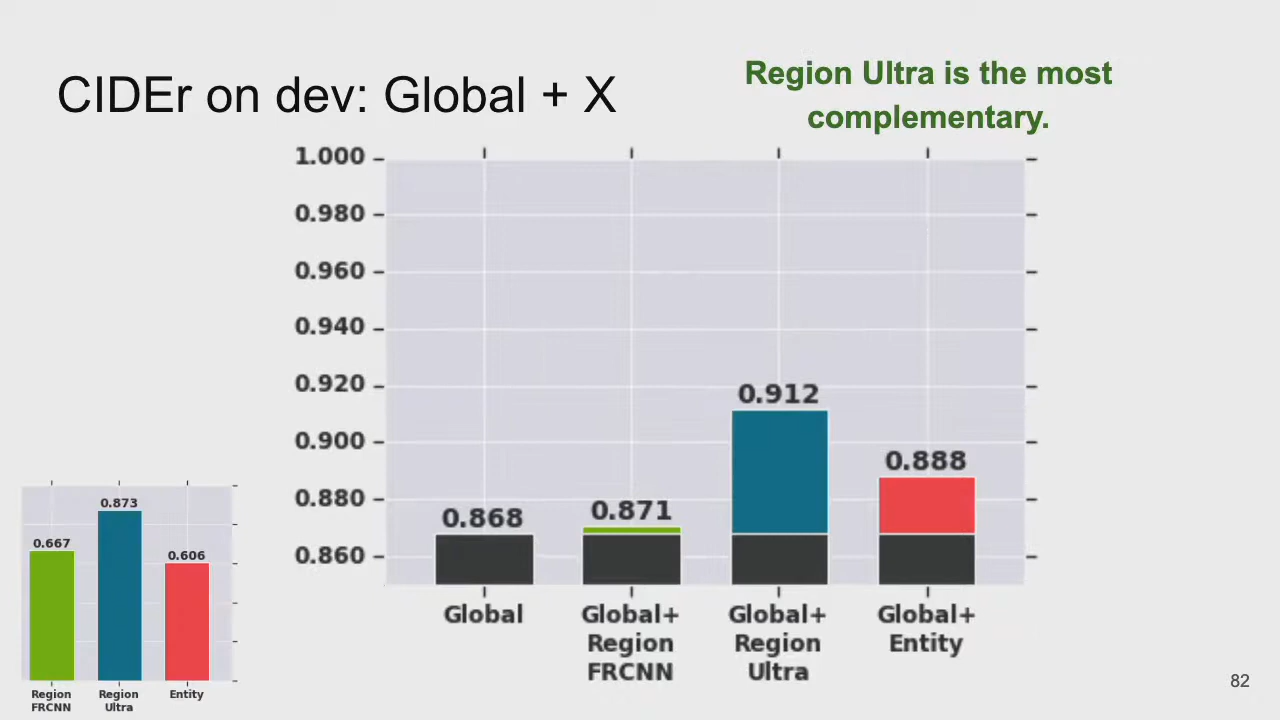 CIDEr on dev: Global + X
Region Ultra is the most
complementary.
1.000
0.980
0.960
0.940
0.920
0.900
0.880
0.860
0.868
0.871
0.912
0.888
Global
Global+
Region
FRCNN
Global+
Region
Ultra
Global+
Entity
0.667
0.873
0.606
Region
FRCNN
Region
Ultra
Entity
82